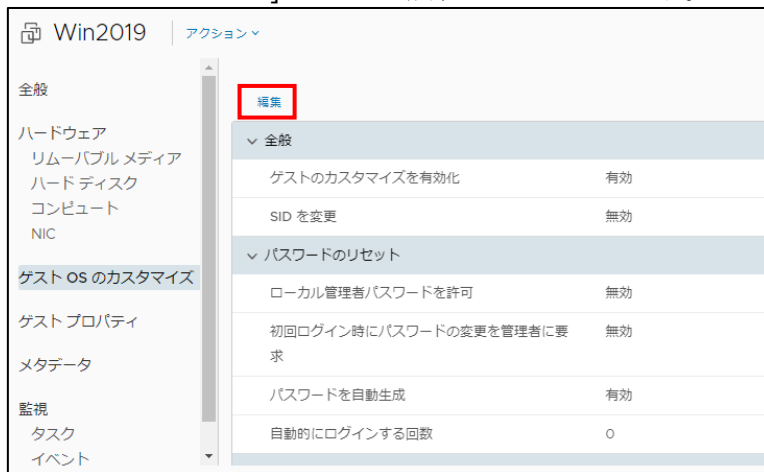 Win2019 アクション
全般
ハードウェア
リムーバブル メディア
ハード ディスク
コンピュート
NIC
ゲスト OS のカスタマイズ
ゲスト プロパティ
メタデータ
監視
タスク
イベント
編集
全般
ゲストのカスタマイズを有効化 有効
SID を変更 無効
パスワードのリセット
ローカル管理者パスワードを許可 無効
初回ログイン時にパスワードの変更を管理者に要 無効
求
パスワードを自動生成 有効
自動的にログインする回数 0